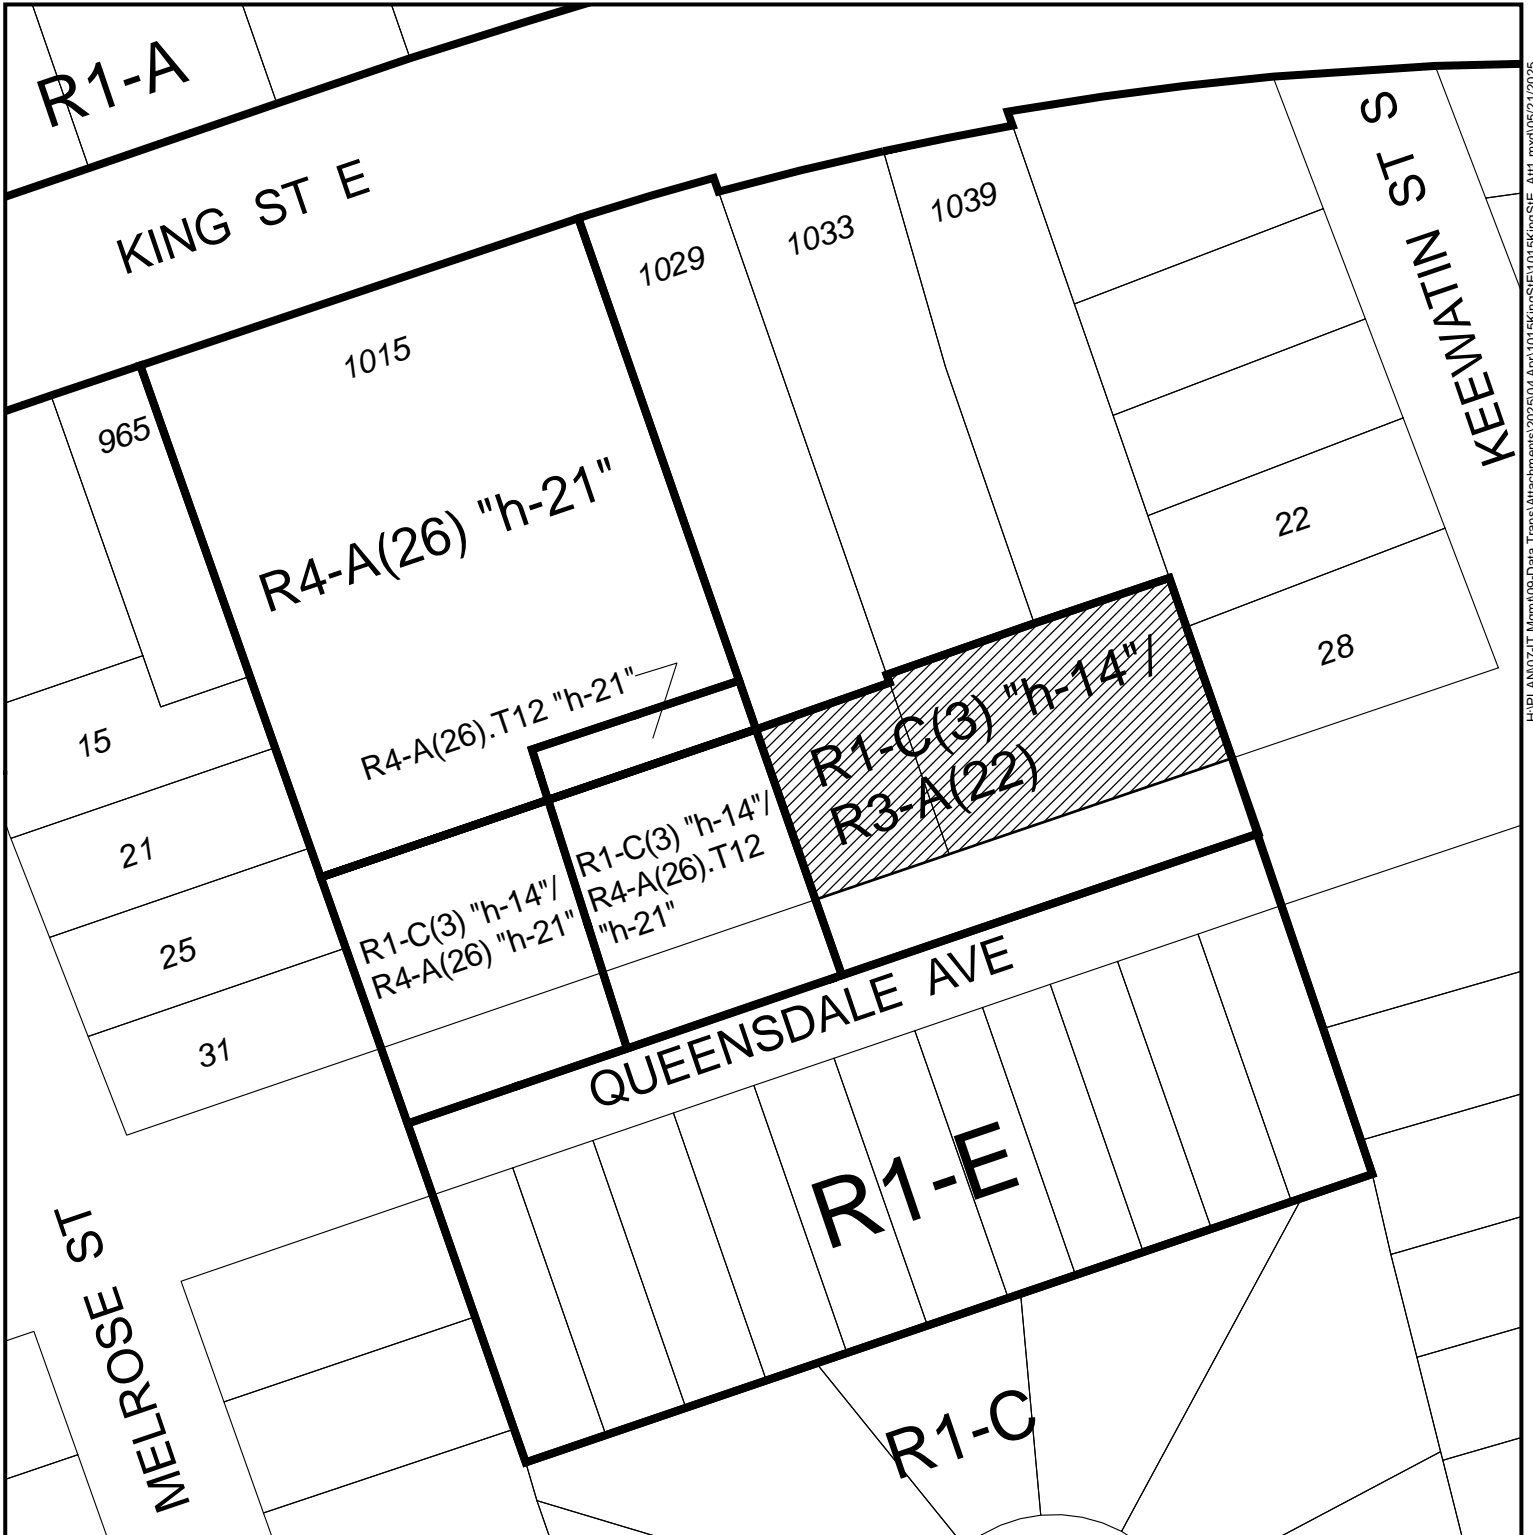 R1-A
KING ST E
KEEWATIN ST S
1039
1033
1029
1015
965
R4-A(26) "h-21"
22
28
R4-A(26).T12 "h-21"
R1-C(3) "h-14"/
R3-A(22)
15
21
25
31
R1-C(3) "h-14"/
R4-A(26).T12
"h-21"
R1-C(3) "h-14"/
R4-A(26) "h-21"
QUEENSDALE AVE
R1-E
MELROSE ST
R1-C